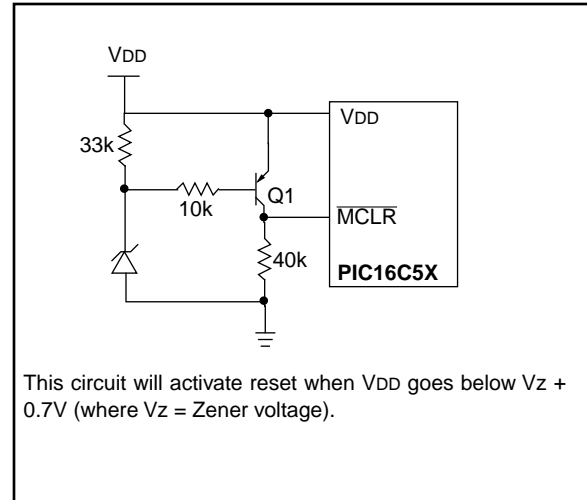 VDD
VDD
33k
10k
Q1
MCLR
40k
PIC16C5X
This circuit will activate reset when VDD goes below Vz +
0.7V (where Vz = Zener voltage).